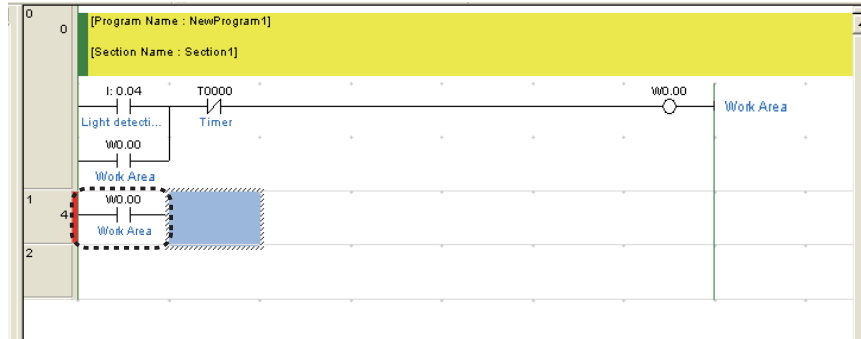 0
0
[Program Name : NewProgram1]
[Section Name : Section1]
I: 0.04 T0000 W0.00
Light detecti... Timer Work Area
W0.00
Work Area
1
W0.00
4
Work Area
2